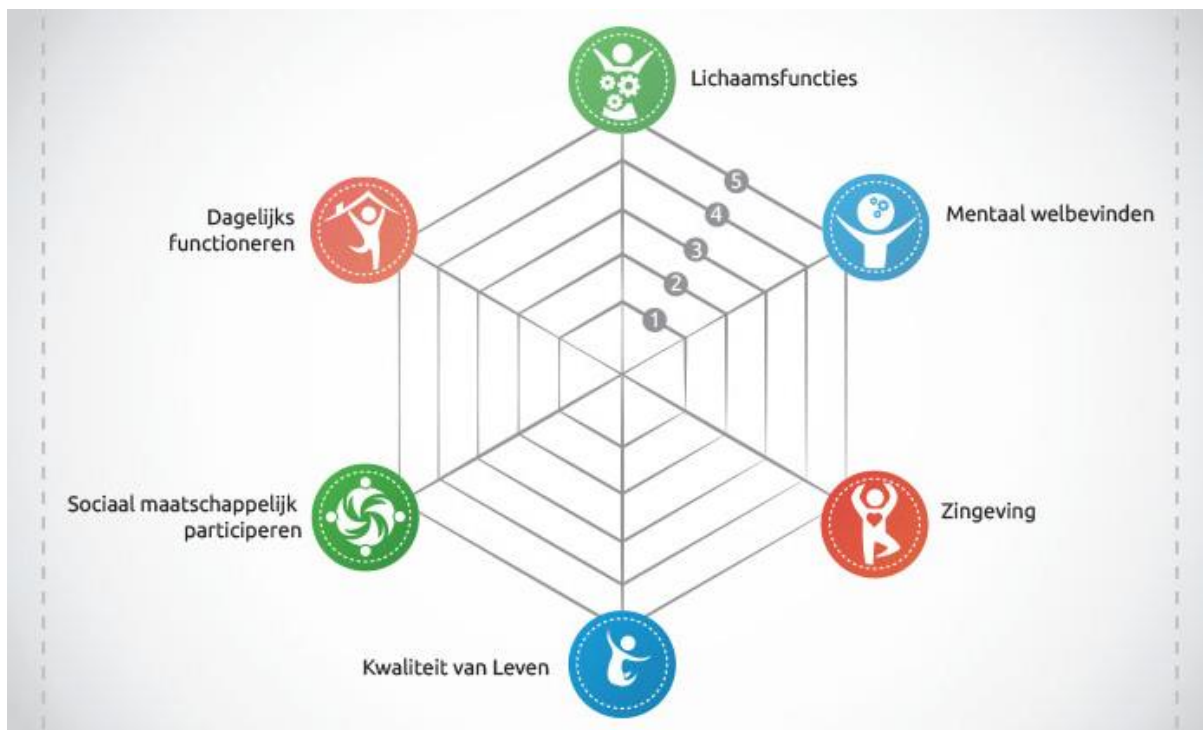 Lichaamsfuncties
Dagelijks
functioneren
Mentaal welbevinden
5
4
3
2
1
Sociaal maatschappelijk
participeren
Zingeving
Kwaliteit van Leven